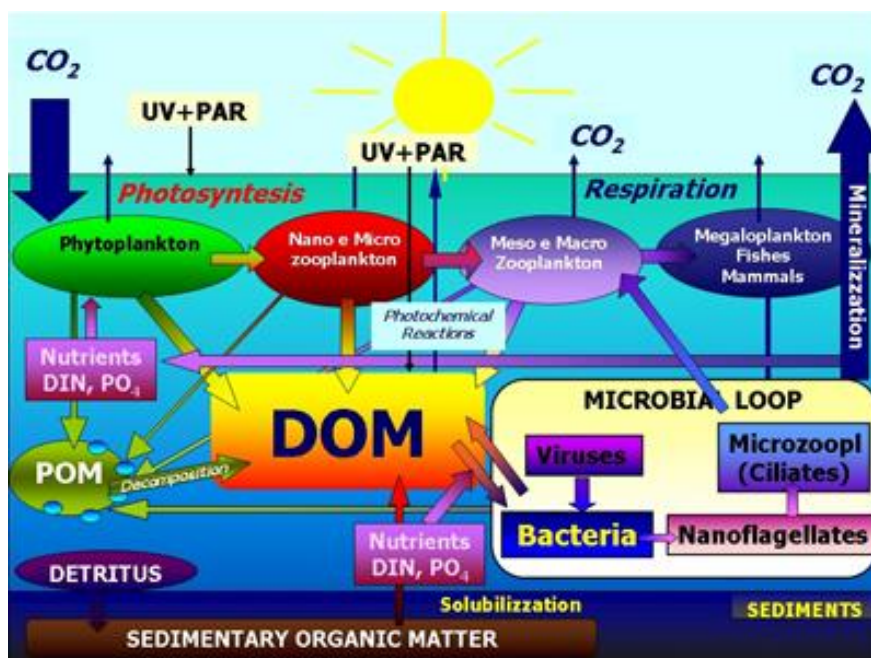 CO2
CO2
UV+PAR
UV+PAR
CO2
Photosyntesis
Respiration
Mineralizzation
Phytoplankton
Nano e Micro
zooplankton
Meso e Macro
Zooplankton
Megaloplankton
Fishes
Mammals
Photochemical
Reactions
Nutrients
DIN, PO4
DOM
MICROBIAL LOOP
Viruses
Microzoopl
(Ciliates)
POM
Decomposition
Bacteria
Nanoflagellates
Nutrients
DIN, PO4
DETRITUS
Solubilizzation
SEDIMENTS
SEDIMENTARY ORGANIC MATTER